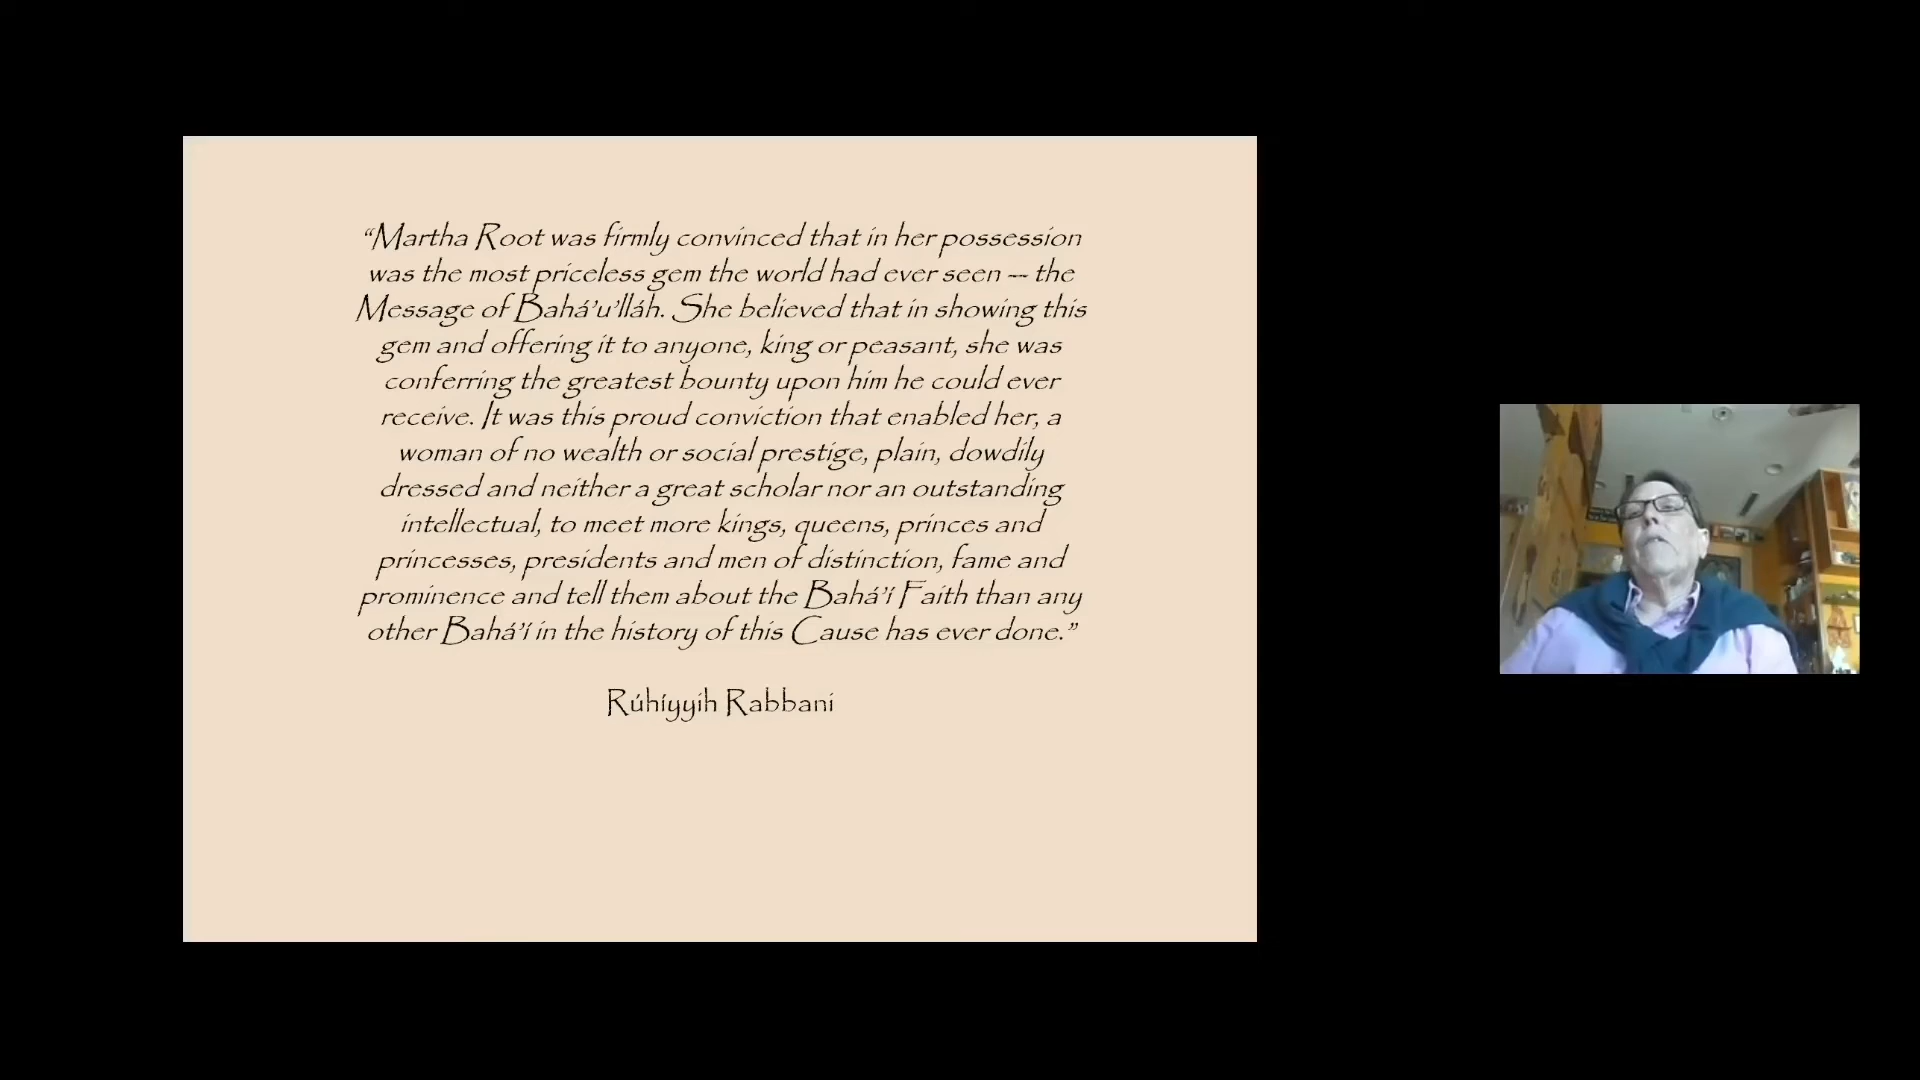 “Martha Root was firmly convinced that in her possession
was the most priceless gem the world had ever seen — the
Message of Bahá’u’lláh. She believed that in showing this
gem and offering it to anyone, king or peasant, she was
conferring the greatest bounty upon him he could ever
receive. It was this proud conviction that enabled her, a
woman of no wealth or social prestige, plain, dowdily
dressed and neither a great scholar nor an outstanding
intellectual, to meet more kings, queens, princes and
princesses, presidents and men of distinction, fame and
prominence and tell them about the Bahá’í Faith than any
other Bahá’í in the history of this Cause has ever done.”
Rúhíyyih Rabbani